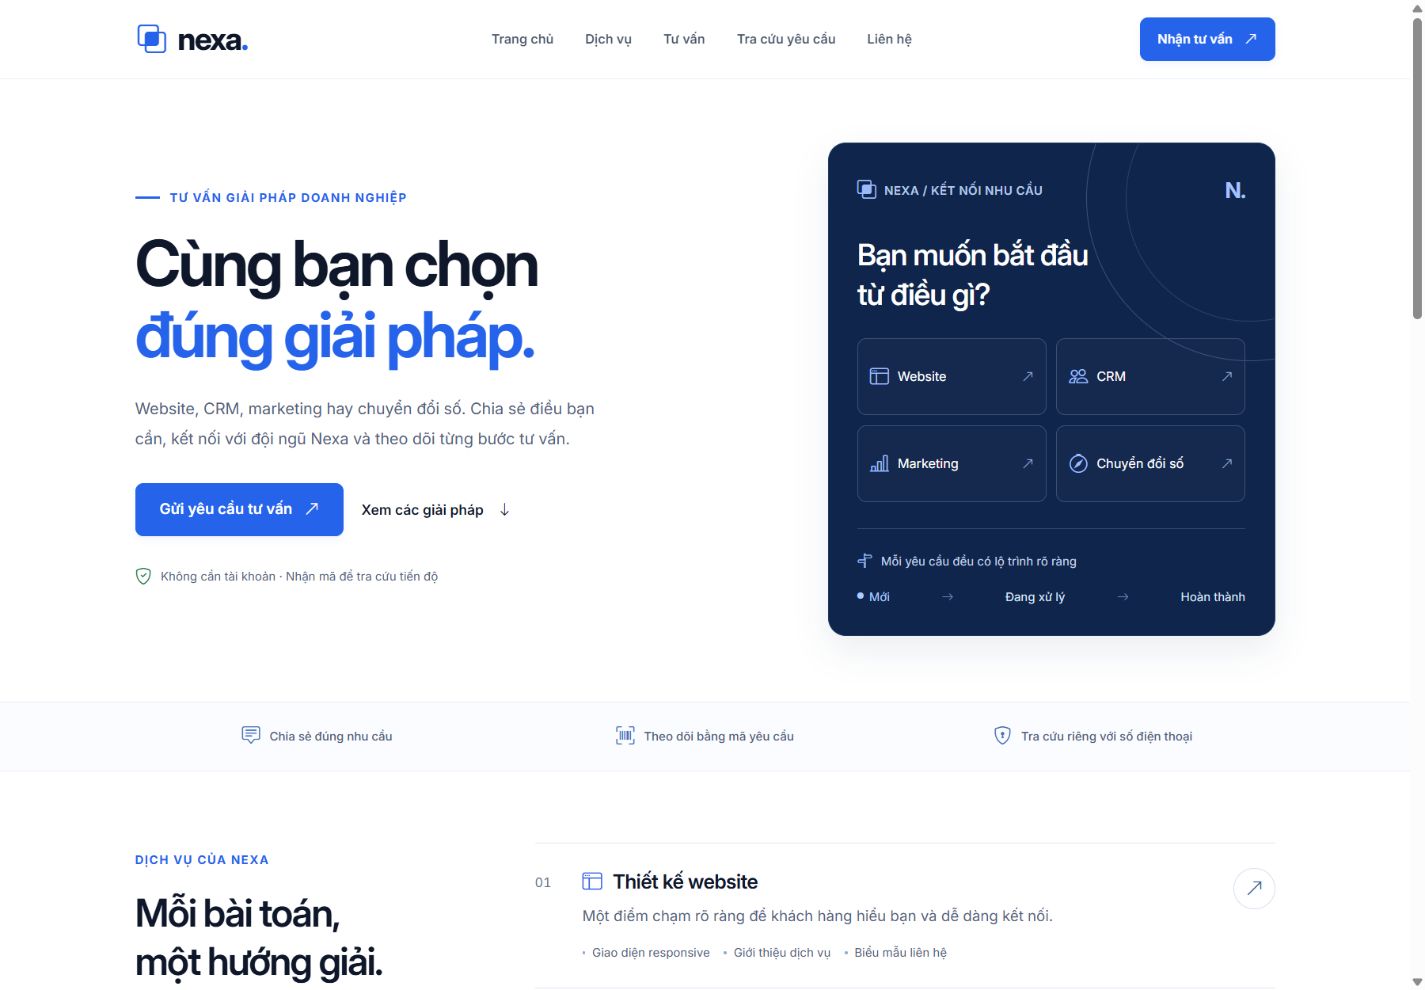 nexa.
Trang chủ
Dịch vụ
Tư vấn
Tra cứu yêu cầu
Liên hệ
Nhận tư vấn
TƯ VẤN GIẢI PHÁP DOANH NGHIỆP
Cùng bạn chọn
đúng giải pháp.
Website, CRM, marketing hay chuyển đổi số. Chia sẻ điều bạn
cần, kết nối với đội ngũ Nexa và theo dõi từng bước tư vấn.
Gửi yêu cầu tư vấn
Xem các giải pháp
Không cần tài khoản · Nhận mã để tra cứu tiến độ
NEXA / KẾT NỐI NHU CẦU
N.
Bạn muốn bắt đầu
từ điều gì?
Website
CRM
Marketing
Chuyển đổi số
Mỗi yêu cầu đều có lộ trình rõ ràng
Mới
Đang xử lý
Hoàn thành
Chia sẻ đúng nhu cầu
Theo dõi bằng mã yêu cầu
Tra cứu riêng với số điện thoại
DỊCH VỤ CỦA NEXA
Mỗi bài toán,
một hướng giải.
01
Thiết kế website
Một điểm chạm rõ ràng để khách hàng hiểu bạn và dễ dàng kết nối.
Giao diện responsive
Giới thiệu dịch vụ
Biểu mẫu liên hệ